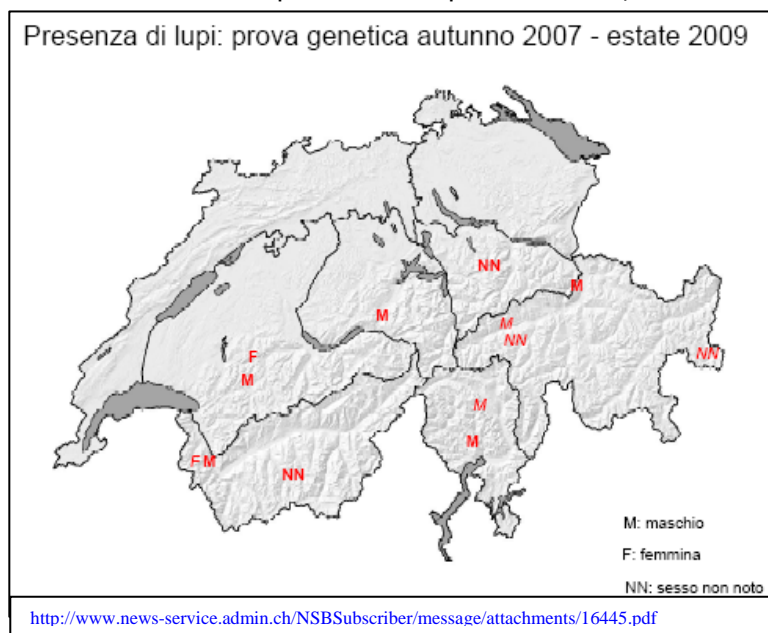 Presenza di lupi: prova genetica autunno 2007 - estate 2009
NN
M
M
M
NN
NN
F
M
M
M
F M
NN
M: maschio
F: femmina
NN: sesso non noto
http://www.news-service.admin.ch/NSBSubscriber/message/attachments/16445.pdf